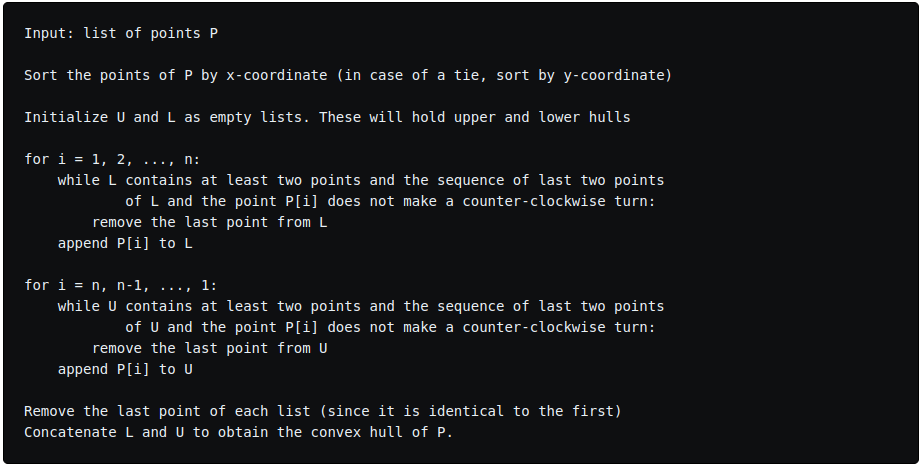 Input: list of points P
Sort the points of P by x-coordinate (in case of a tie, sort by y-coordinate)
Initialize U and L as empty lists. These will hold upper and lower hulls
for i = 1, 2, ..., n:
    while L contains at least two points and the sequence of last two points
            of L and the point P[i] does not make a counter-clockwise turn:
        remove the last point from L
    append P[i] to L
for i = n, n-1, ..., 1:
    while U contains at least two points and the sequence of last two points
            of U and the point P[i] does not make a counter-clockwise turn:
        remove the last point from U
    append P[i] to U
Remove the last point of each list (since it is identical to the first)
Concatenate L and U to obtain the convex hull of P.